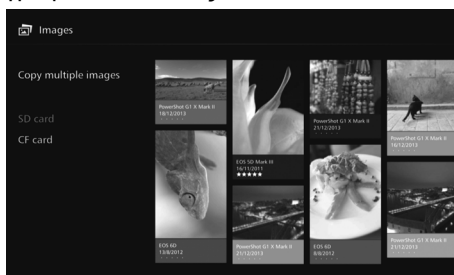 Images
Copy multiple images
SD card
CF card
PowerShot G1 X Mark II
18/12/2013
EOS 6D
13/8/2012
EOS 5D Mark III
16/11/2011
★★★★★
PowerShot G1 X Mark II
21/12/2013
PowerShot G1 X Mark II
21/12/2013
EOS 6D
8/8/2012
PowerShot G1 X Mark II
16/12/2013
PowerShot G1 X Mark II
21/12/2013